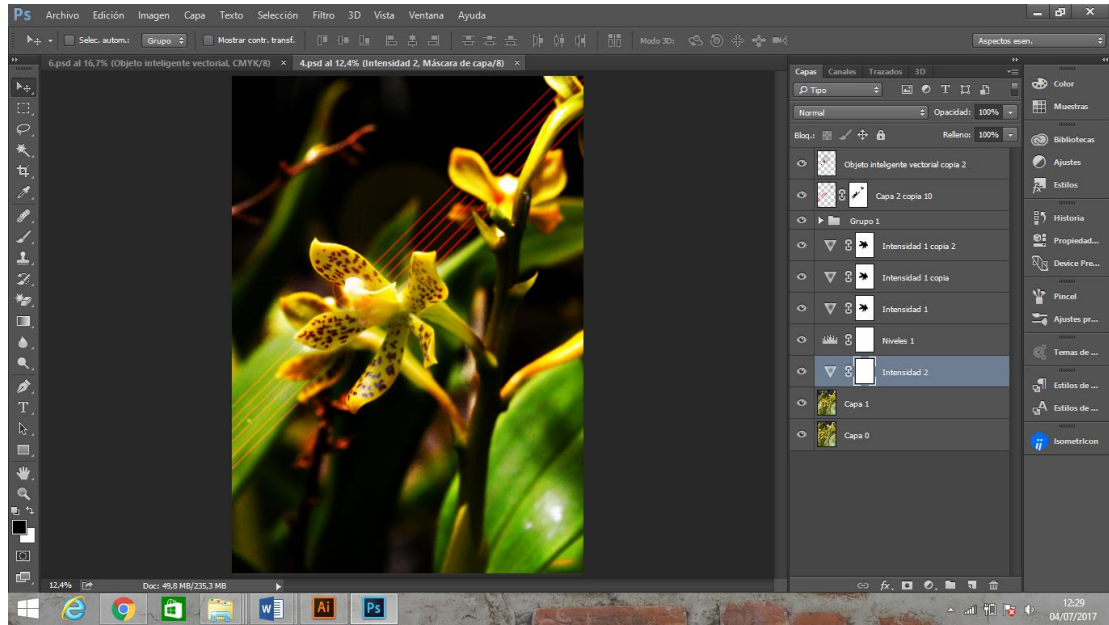 Ps Archivo Edición Imagen Capa Texto Selección Filtro 3D Vista Ventana Ayuda
Selec. autom.: Grupo Mostrar contr. transf. Modo 3D: Aspectos esen.
6.psd al 16,7% (Objeto inteligente vectorial, CMYK/8) × 4.psd al 12,4% (Intensidad 2, Máscara de capa/8) ×
Capas Canales Trazados 3D
Tipo
Normal Opacidad: 100%
Bloq.: Relleno: 100%
Objeto inteligente vectorial copia 2
Capa 2 copia 10
Grupo 1
Intensidad 1 copia 2
Intensidad 1 copia
Intensidad 1
Niveles 1
Intensidad 2
Capa 1
Capa 0
Color
Muestras
Bibliotecas
Ajustes
Estilos
Historia
Propiedad...
Device Pre...
Pincel
Ajustes pr...
Temas de ...
Estilos de ...
Estilos de ...
IsometrIcon
12,4% Doc: 49,8 MB/235,3 MB
Ai Ps
12:29
04/07/2017